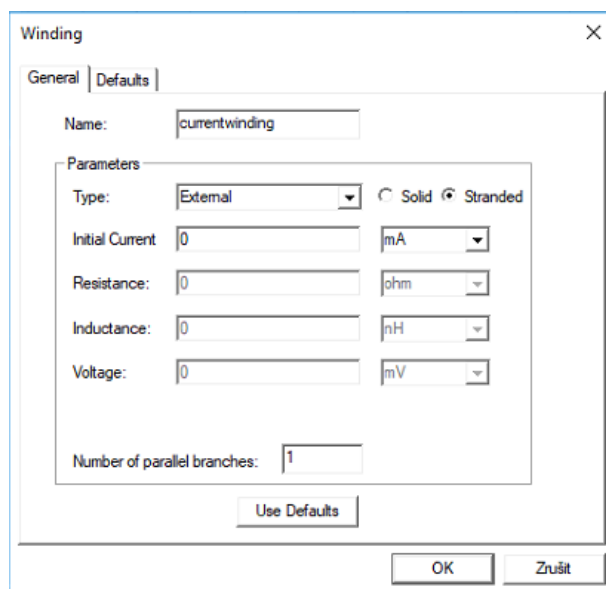 Winding
General Defaults
Name: currentwinding
Parameters
Type: External Solid Stranded
Initial Current 0 mA
Resistance: 0 ohm
Inductance: 0 nH
Voltage: 0 mV
Number of parallel branches: 1
Use Defaults
OK Zrušit